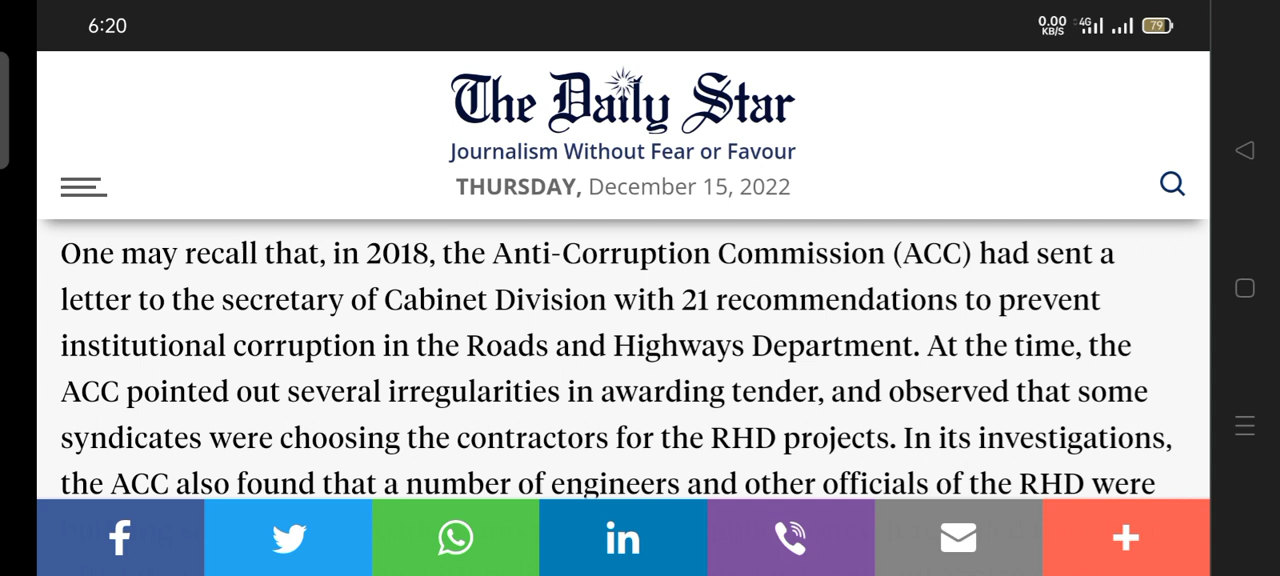 6:20
0.00
KB/S
4G
79
The Daily Star
Journalism Without Fear or Favour
THURSDAY, December 15, 2022
One may recall that, in 2018, the Anti-Corruption Commission (ACC) had sent a
letter to the secretary of Cabinet Division with 21 recommendations to prevent
institutional corruption in the Roads and Highways Department. At the time, the
ACC pointed out several irregularities in awarding tender, and observed that some
syndicates were choosing the contractors for the RHD projects. In its investigations,
the ACC also found that a number of engineers and other officials of the RHD were